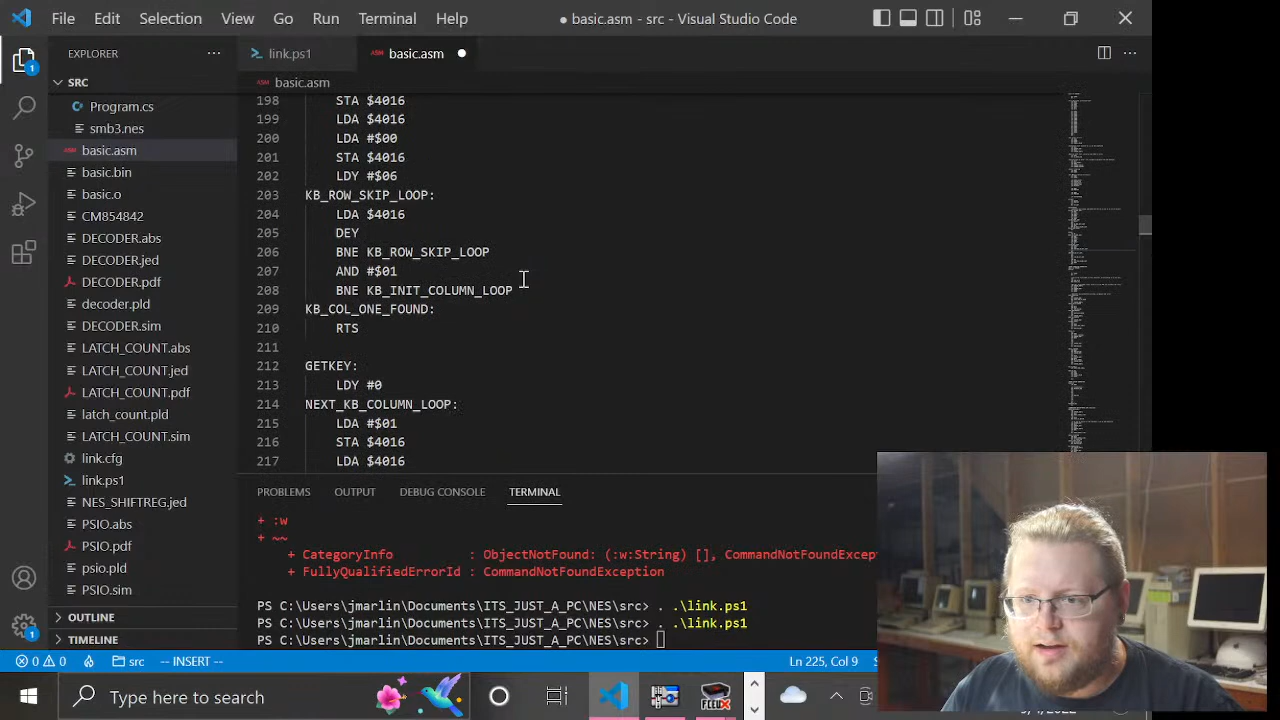 File Edit Selection View Go Run Terminal Help ● basic.asm - src - Visual Studio Code
EXPLORER ... link.ps1 basic.asm ●
SRC
basic.asm
Program.cs
smb3.nes
basic.asm
basic.bin
basic.o
CM854842
DECODER.abs
DECODER.jed
DECODER.pdf
decoder.pld
DECODER.sim
LATCH_COUNT.abs
LATCH_COUNT.jed
LATCH_COUNT.pdf
latch_count.pld
LATCH_COUNT.sim
link.cfg
link.ps1
NES_SHIFTREG.jed
PSIO.abs
PSIO.pdf
psio.pld
PSIO.sim
OUTLINE
TIMELINE
198 STA $4016
199 LDA $4016
200 LDA #$00
201 STA $4016
202 LDY #$06
203 KB_ROW_SKIP_LOOP:
204 LDA $4016
205 DEY
206 BNE KB_ROW_SKIP_LOOP
207 AND #$01
208 BNE KB_INIT_COLUMN_LOOP
209 KB_COL_ONE_FOUND:
210 RTS
211
212 GETKEY:
213 LDY #0
214 NEXT_KB_COLUMN_LOOP:
215 LDA #$01
216 STA $4016
217 LDA $4016
PROBLEMS OUTPUT DEBUG CONSOLE TERMINAL
+ :w
+ ~~
+ CategoryInfo : ObjectNotFound: (:w:String) [], CommandNotFoundExcept
+ FullyQualifiedErrorId : CommandNotFoundException
PS C:\Users\jmarlin\Documents\ITS_JUST_A_PC\NES\src> . .\link.ps1
PS C:\Users\jmarlin\Documents\ITS_JUST_A_PC\NES\src> . .\link.ps1
PS C:\Users\jmarlin\Documents\ITS_JUST_A_PC\NES\src>
0 0 src -- INSERT -- Ln 225, Col 9
Type here to search